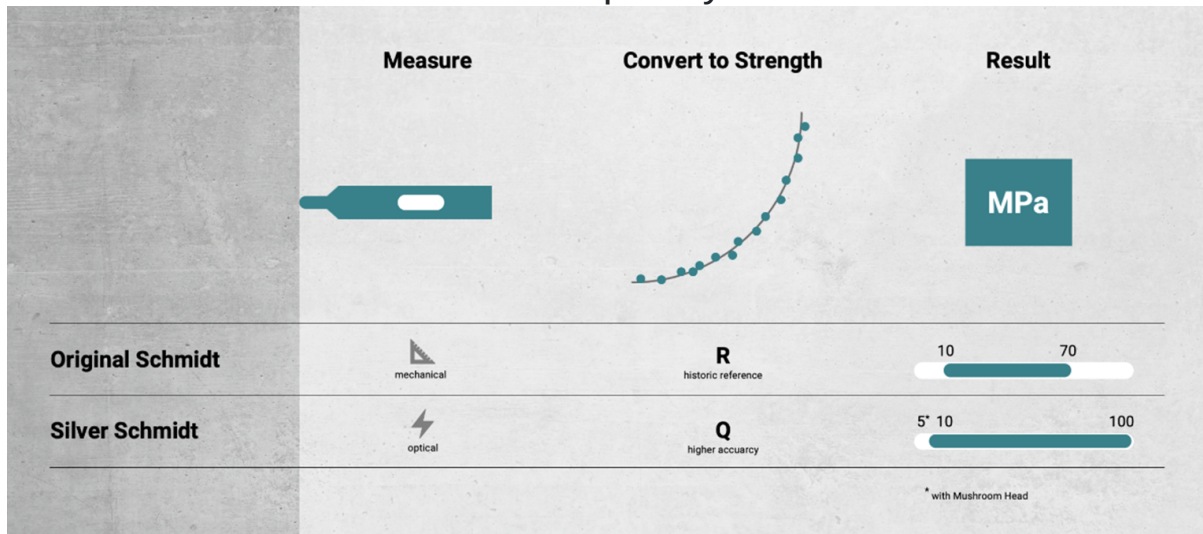 Measure Convert to Strength Result
MPa
Original Schmidt
mechanical
R
historic reference
10 70
Silver Schmidt
optical
Q
higher accuarcy
5* 10 100
* with Mushroom Head